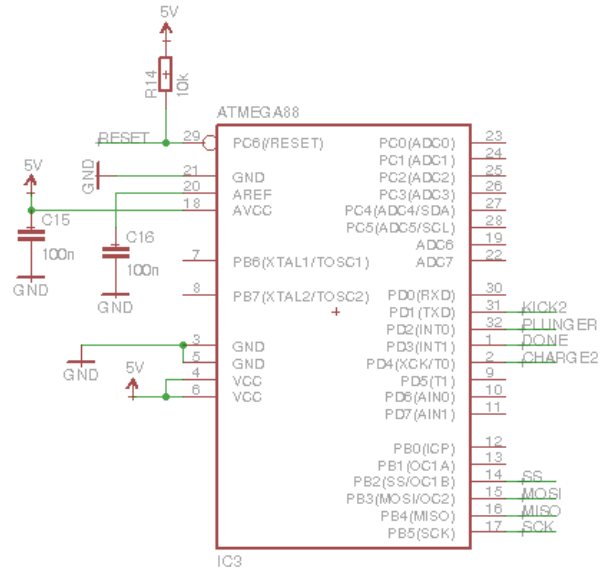 5V
R14
10k
ATMEGA88
RESET
29 PC6(/RESET)
PC0(ADC0) 23
PC1(ADC1) 24
GND
21 GND
PC2(ADC2) 25
20 AREF
PC3(ADC3) 26
5V
18 AVCC
PC4(ADC4/SDA) 27
C15
100n
C16
100n
PC5(ADC5/SCL) 28
ADC6 19
7 PB6(XTAL1/TOSC1)
ADC7 22
GND
GND
8 PB7(XTAL2/TOSC2)
PD0(RXD) 30
PD1(TXD) 31 KICK2
PD2(INT0) 32 PLUNGER
3 GND
PD3(INT1) 1 DONE
GND
5 GND
PD4(XCK/T0) 2 CHARGE2
5V
4 VCC
PD5(T1) 9
6 VCC
PD6(AIN0) 10
PD7(AIN1) 11
PB0(ICP) 12
PB1(OC1A) 13
PB2(SS/OC1B) 14 SS
PB3(MOSI/OC2) 15 MOSI
PB4(MISO) 16 MISO
PB5(SCK) 17 SCK
IC3